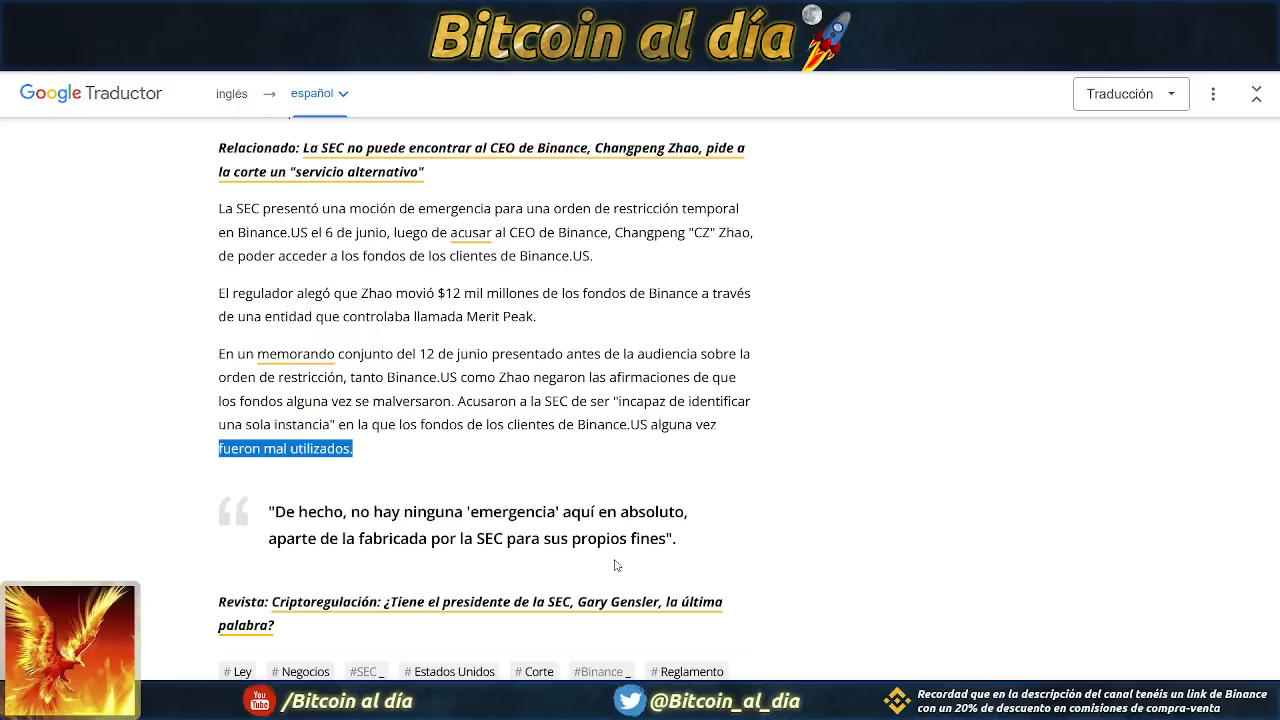 Bitcoin al día
Google Traductor
inglés → español
Traducción
Relacionado: La SEC no puede encontrar al CEO de Binance, Changpeng Zhao, pide a
la corte un "servicio alternativo"
La SEC presentó una moción de emergencia para una orden de restricción temporal
en Binance.US el 6 de junio, luego de acusar al CEO de Binance, Changpeng "CZ" Zhao,
de poder acceder a los fondos de los clientes de Binance.US.
El regulador alegó que Zhao movió $12 mil millones de los fondos de Binance a través
de una entidad que controlaba llamada Merit Peak.
En un memorando conjunto del 12 de junio presentado antes de la audiencia sobre la
orden de restricción, tanto Binance.US como Zhao negaron las afirmaciones de que
los fondos alguna vez se malversaron. Acusaron a la SEC de ser "incapaz de identificar
una sola instancia" en la que los fondos de los clientes de Binance.US alguna vez
fueron mal utilizados.
"De hecho, no hay ninguna 'emergencia' aquí en absoluto,
aparte de la fabricada por la SEC para sus propios fines".
Revista: Criptoregulación: ¿Tiene el presidente de la SEC, Gary Gensler, la última
palabra?
# Ley # Negocios #SEC_ # Estados Unidos # Corte #Binance_ # Reglamento
You Tube /Bitcoin al día
@Bitcoin_al_dia
Recordad que en la descripción del canal tenéis un link de Binance
con un 20% de descuento en comisiones de compra-venta